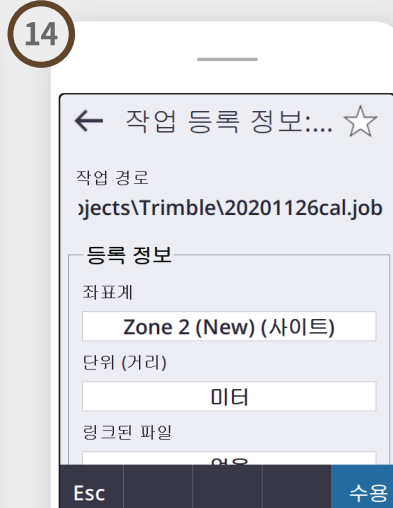 14
작업 등록 정보:...
작업 경로
ojects\Trimble\20201126cal.job
등록 정보
좌표계
Zone 2 (New) (사이트)
단위 (거리)
미터
링크된 파일
없음
Esc
수용